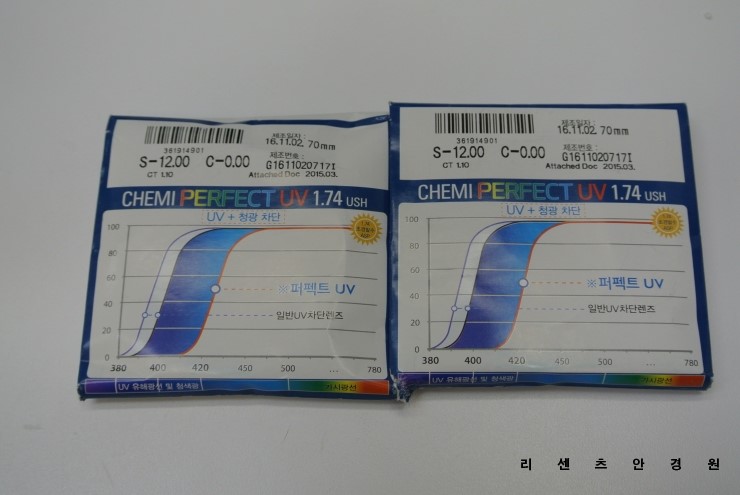 361914901
제조일자 :
16.11.02. 70mm
S-12.00 C-0.00
제조번호 :
G1611020717I
CT 1.10
Attached Doc 2015.03.
CHEMI PERFECT UV 1.74 USH
UV + 청광 차단
100
80
60
40
20
0
※퍼펙트 UV
일반UV차단렌즈
380 400 420 450 500 ... 780
UV 유해광선 및 청색광
가시광선
361914901
제조일자 :
16.11.02. 70mm
S-12.00 C-0.00
제조번호 :
G1611020717I
CT 1.10
Attached Doc 2015.03.
CHEMI PERFECT UV 1.74 USH
UV + 청광 차단
100
80
60
40
20
0
※퍼펙트 UV
일반UV차단렌즈
380 400 420 450 500 ... 780
UV 유해광선 및 청색광
가시광선
리센츠안경원